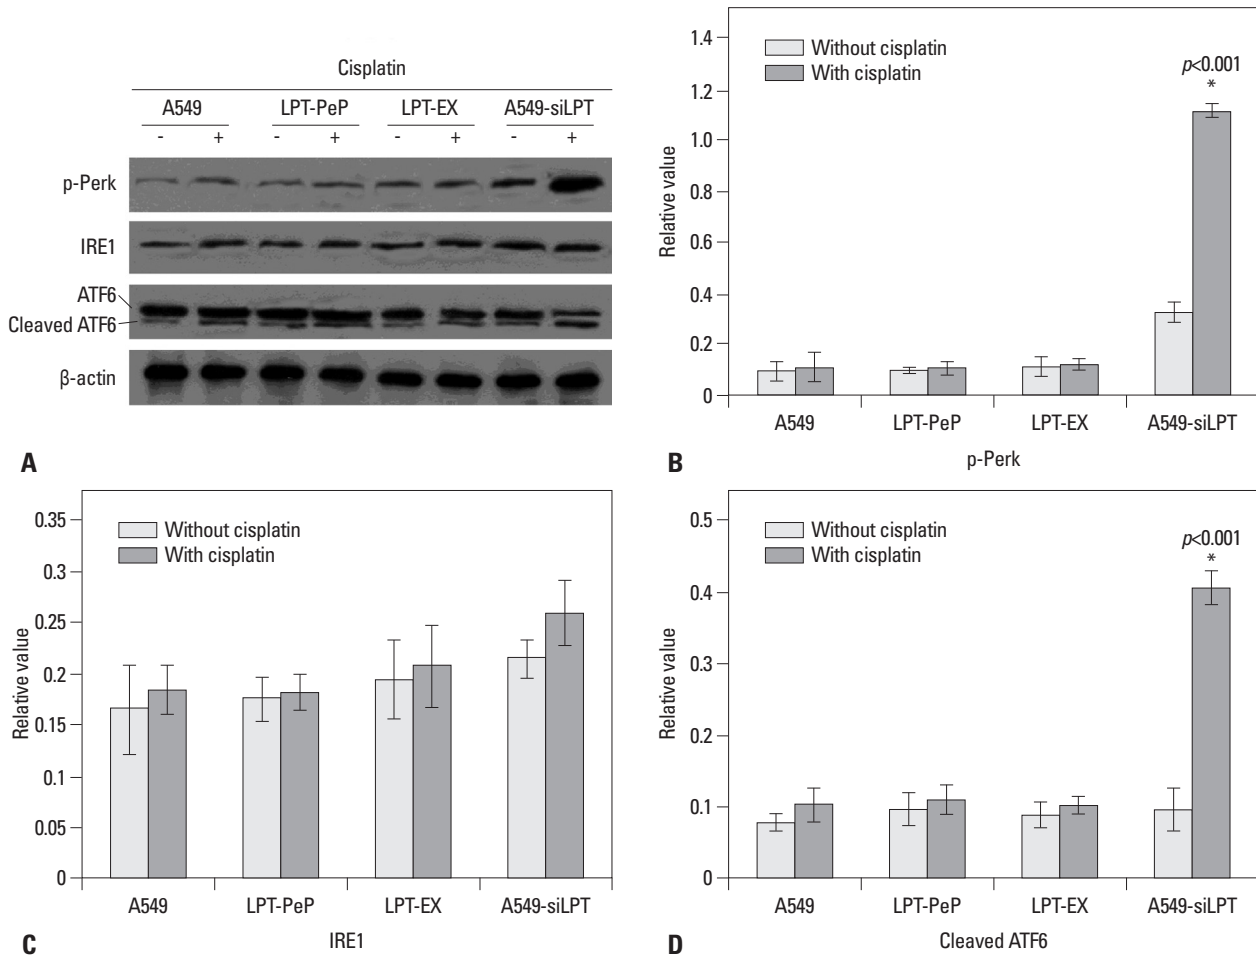 Cisplatin
A549 LPT-PeP LPT-EX A549-siLPT
- + - + - + - +
p-Perk
IRE1
ATF6
Cleaved ATF6
β-actin
A
1.4
1.2
1.0
0.8
0.6
0.4
0.2
0
Relative value
Without cisplatin
With cisplatin
p<0.001
*
A549 LPT-PeP LPT-EX A549-siLPT
p-Perk
B
0.35
0.3
0.25
0.2
0.15
0.1
0.05
0
Relative value
Without cisplatin
With cisplatin
A549 LPT-PeP LPT-EX A549-siLPT
IRE1
C
0.5
0.4
0.3
0.2
0.1
0
Relative value
Without cisplatin
With cisplatin
p<0.001
*
A549 LPT-PeP LPT-EX A549-siLPT
Cleaved ATF6
D